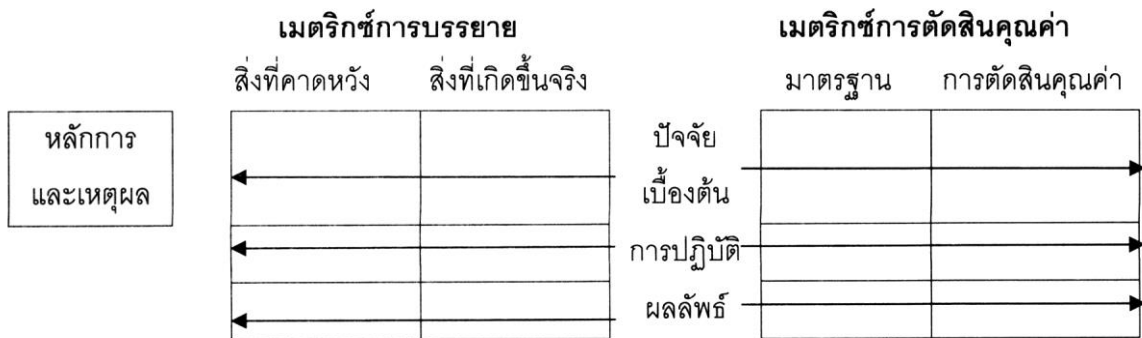 เมตริกซ์การบรรยาย เมตริกซ์การตัดสินคุณค่า
สิ่งที่คาดหวัง สิ่งที่เกิดขึ้นจริง มาตรฐาน การตัดสินคุณค่า
หลักการ
และเหตุผล
ปัจจัย
เบื้องต้น
การปฏิบัติ
ผลลัพธ์